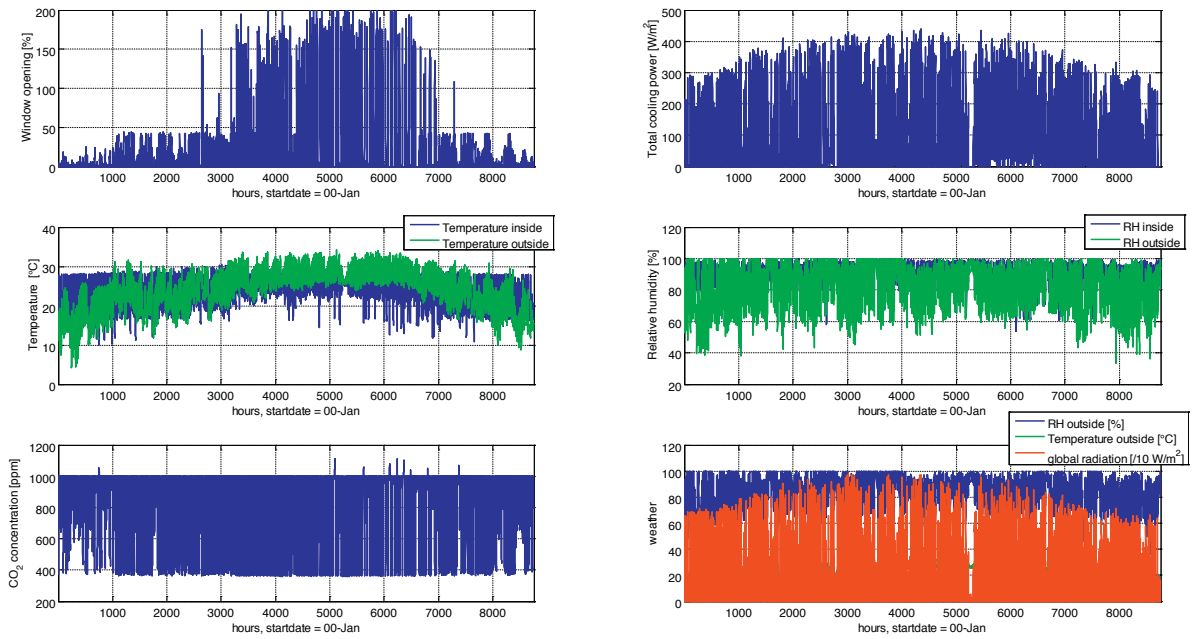 200
150
100
50
0
Window opening [%]
1000 2000 3000 4000 5000 6000 7000 8000
hours, startdate = 00-Jan
500
400
300
200
100
0
Total cooling power [W/m²]
1000 2000 3000 4000 5000 6000 7000 8000
hours, startdate = 00-Jan
Temperature inside
Temperature outside
40
30
20
10
0
Temperature [°C]
1000 2000 3000 4000 5000 6000 7000 8000
hours, startdate = 00-Jan
RH inside
RH outside
100
80
60
40
20
Relative humidity [%]
1000 2000 3000 4000 5000 6000 7000 8000
hours, startdate = 00-Jan
1200
1000
800
600
400
200
CO₂ concentration [ppm]
1000 2000 3000 4000 5000 6000 7000 8000
hours, startdate = 00-Jan
RH outside [%]
Temperature outside [°C]
global radiation [/10 W/m²]
120
100
80
60
40
20
0
weather
1000 2000 3000 4000 5000 6000 7000 8000
hours, startdate = 00-Jan